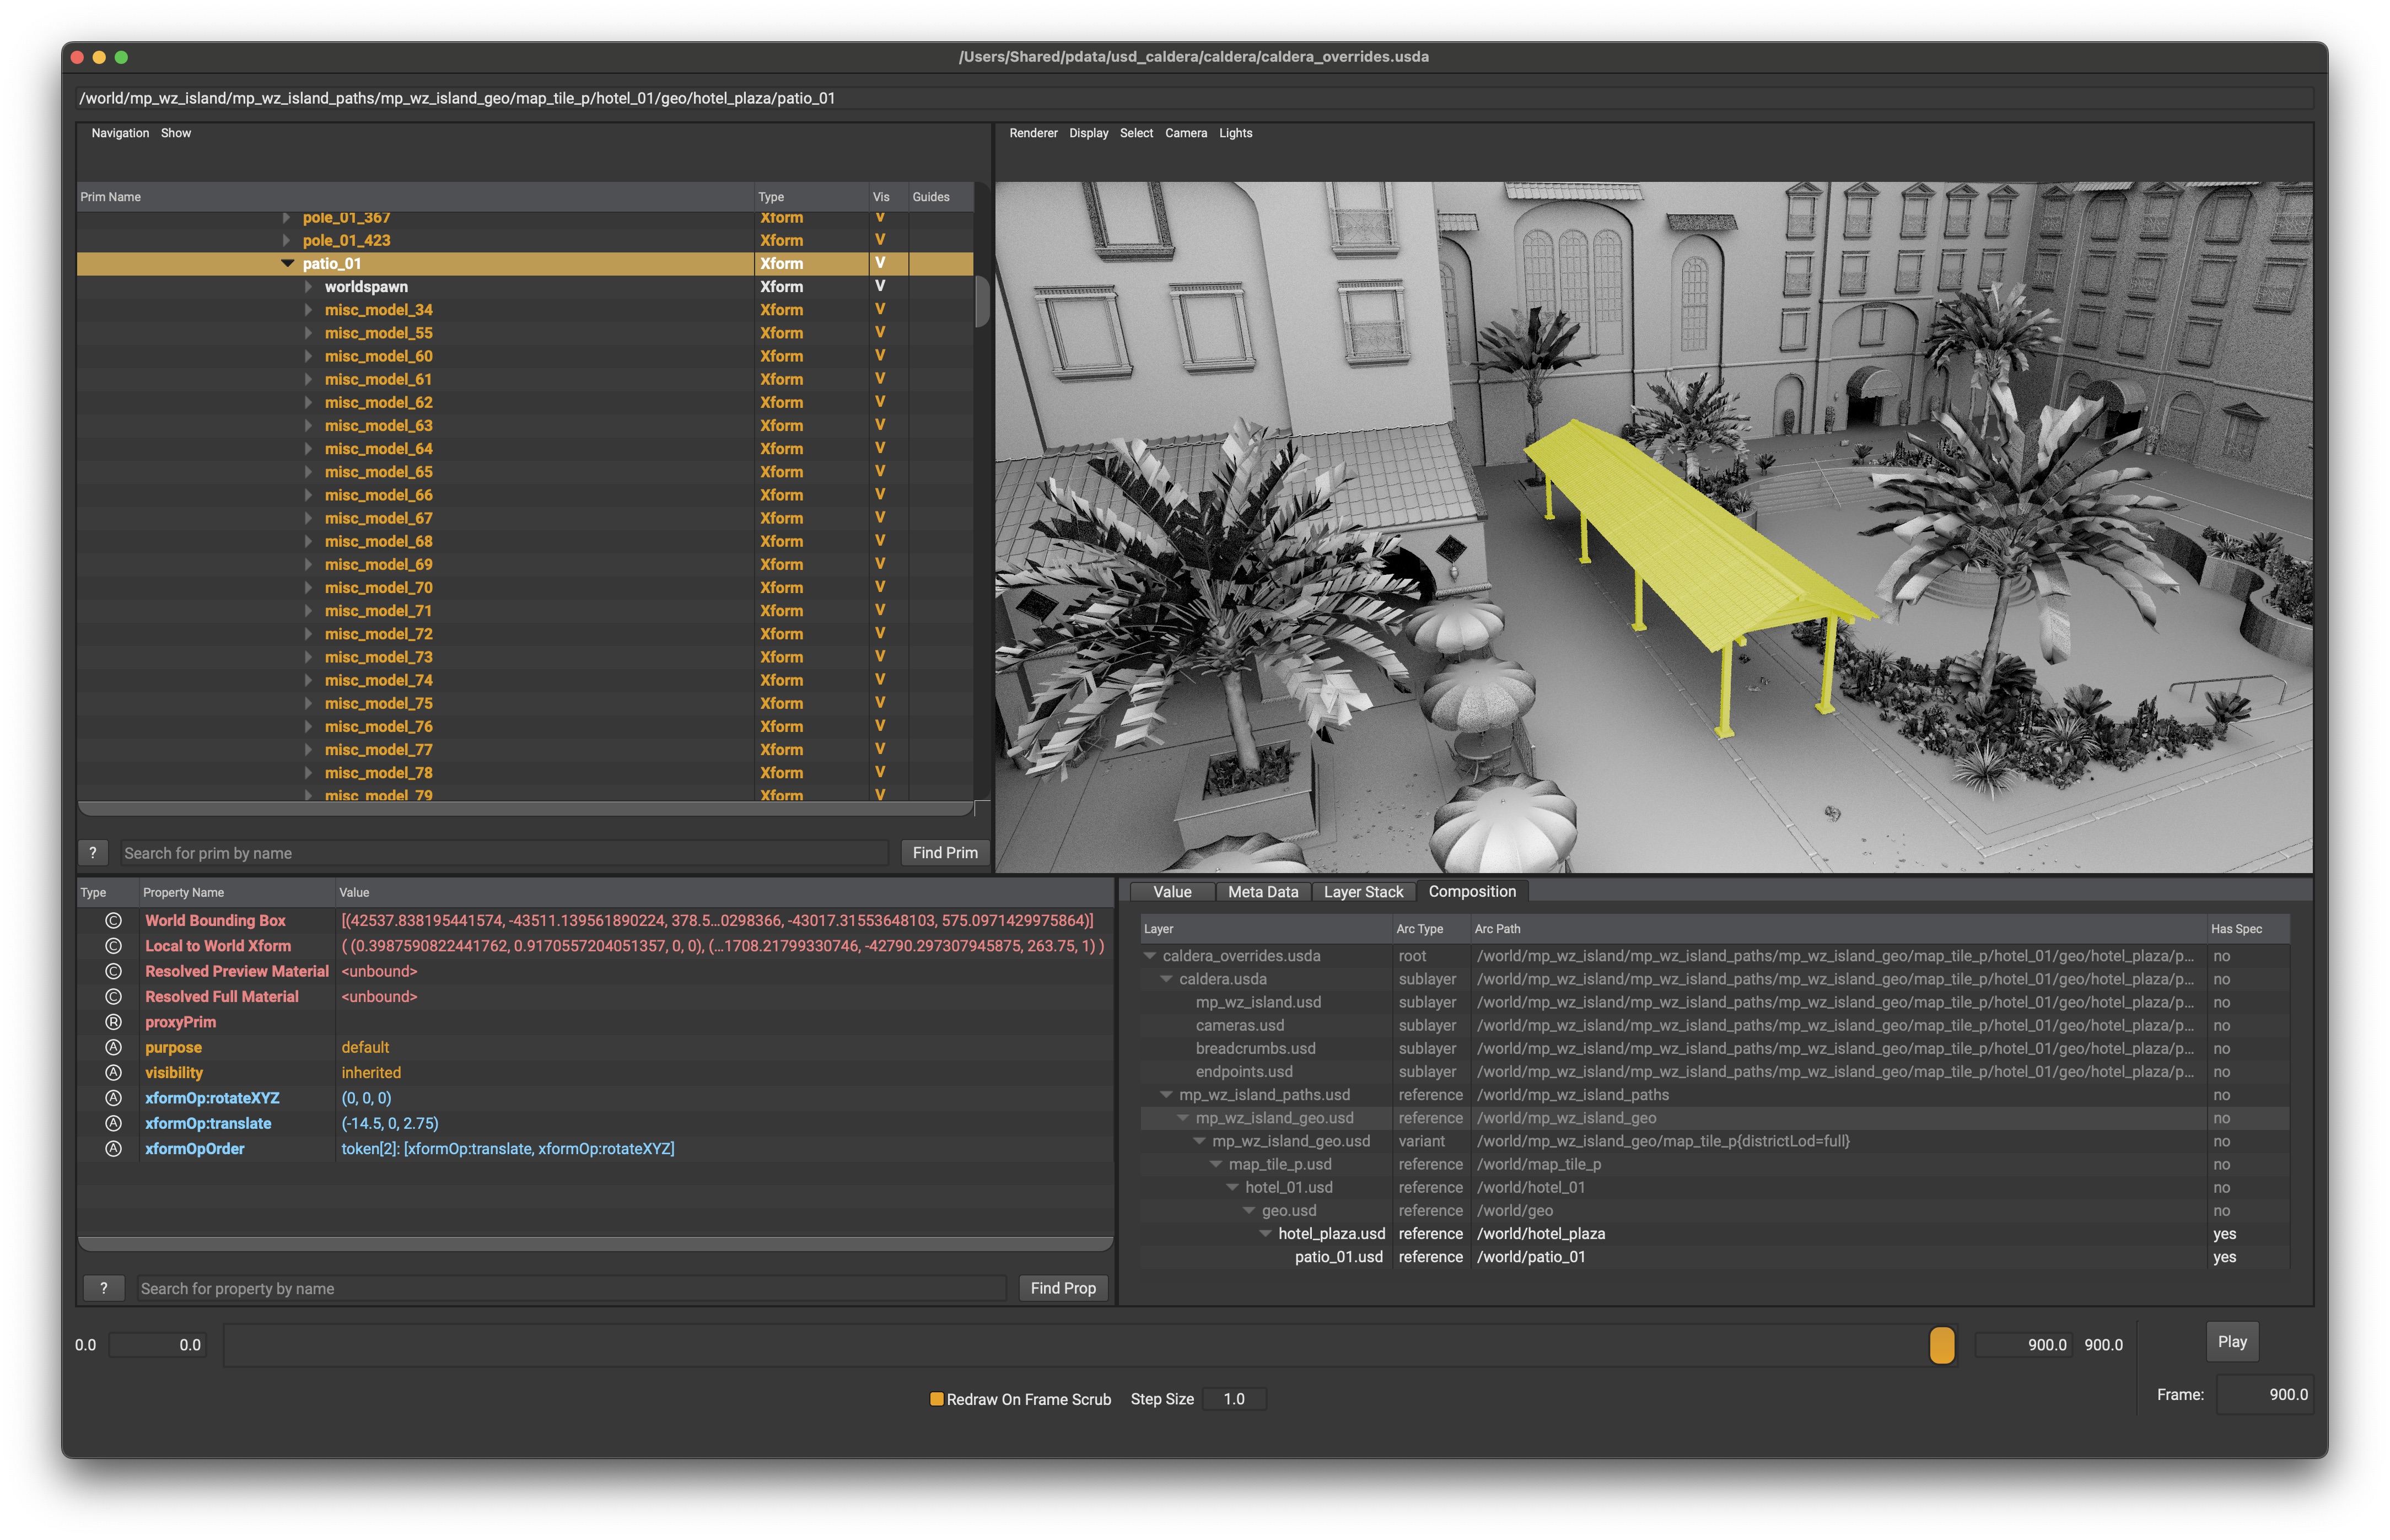 /Users/Shared/pdata/usd_caldera/caldera/caldera_overrides.usda
/world/mp_wz_island/mp_wz_island_paths/mp_wz_island_geo/map_tile_p/hotel_01/geo/hotel_plaza/patio_01
Navigation Show
Prim Name Type Vis Guides
pole_01_367 Xform V
pole_01_423 Xform V
patio_01 Xform V
worldspawn Xform V
misc_model_34 Xform V
misc_model_55 Xform V
misc_model_60 Xform V
misc_model_61 Xform V
misc_model_62 Xform V
misc_model_63 Xform V
misc_model_64 Xform V
misc_model_65 Xform V
misc_model_66 Xform V
misc_model_67 Xform V
misc_model_68 Xform V
misc_model_69 Xform V
misc_model_70 Xform V
misc_model_71 Xform V
misc_model_72 Xform V
misc_model_73 Xform V
misc_model_74 Xform V
misc_model_75 Xform V
misc_model_76 Xform V
misc_model_77 Xform V
misc_model_78 Xform V
misc_model_79 Xform V
? Search for prim by name Find Prim
Renderer Display Select Camera Lights
Type Property Name Value
C World Bounding Box [(42537.838195441574, -43511.139561890224, 378.5...0298366, -43017.31553648103, 575.0971429975864)]
C Local to World Xform ( (0.3987590822441762, 0.9170557204051357, 0, 0), (...1708.21799330746, -42790.297307945875, 263.75, 1) )
C Resolved Preview Material <unbound>
C Resolved Full Material <unbound>
R proxyPrim
A purpose default
A visibility inherited
A xformOp:rotateXYZ (0, 0, 0)
A xformOp:translate (-14.5, 0, 2.75)
A xformOpOrder token[2]: [xformOp:translate, xformOp:rotateXYZ]
? Search for property by name Find Prop
Value Meta Data Layer Stack Composition
Layer Arc Type Arc Path Has Spec
caldera_overrides.usda root /world/mp_wz_island/mp_wz_island_paths/mp_wz_island_geo/map_tile_p/hotel_01/geo/hotel_plaza/p... no
caldera.usda sublayer /world/mp_wz_island/mp_wz_island_paths/mp_wz_island_geo/map_tile_p/hotel_01/geo/hotel_plaza/p... no
mp_wz_island.usd sublayer /world/mp_wz_island/mp_wz_island_paths/mp_wz_island_geo/map_tile_p/hotel_01/geo/hotel_plaza/p... no
cameras.usd sublayer /world/mp_wz_island/mp_wz_island_paths/mp_wz_island_geo/map_tile_p/hotel_01/geo/hotel_plaza/p... no
breadcrumbs.usd sublayer /world/mp_wz_island/mp_wz_island_paths/mp_wz_island_geo/map_tile_p/hotel_01/geo/hotel_plaza/p... no
endpoints.usd sublayer /world/mp_wz_island/mp_wz_island_paths/mp_wz_island_geo/map_tile_p/hotel_01/geo/hotel_plaza/p... no
mp_wz_island_paths.usd reference /world/mp_wz_island_paths no
mp_wz_island_geo.usd reference /world/mp_wz_island_geo no
mp_wz_island_geo.usd variant /world/mp_wz_island_geo/map_tile_p{districtLod=full} no
map_tile_p.usd reference /world/map_tile_p no
hotel_01.usd reference /world/hotel_01 no
geo.usd reference /world/geo no
hotel_plaza.usd reference /world/hotel_plaza yes
patio_01.usd reference /world/patio_01 yes
0.0 0.0 900.0 900.0 Play
Redraw On Frame Scrub Step Size 1.0 Frame: 900.0